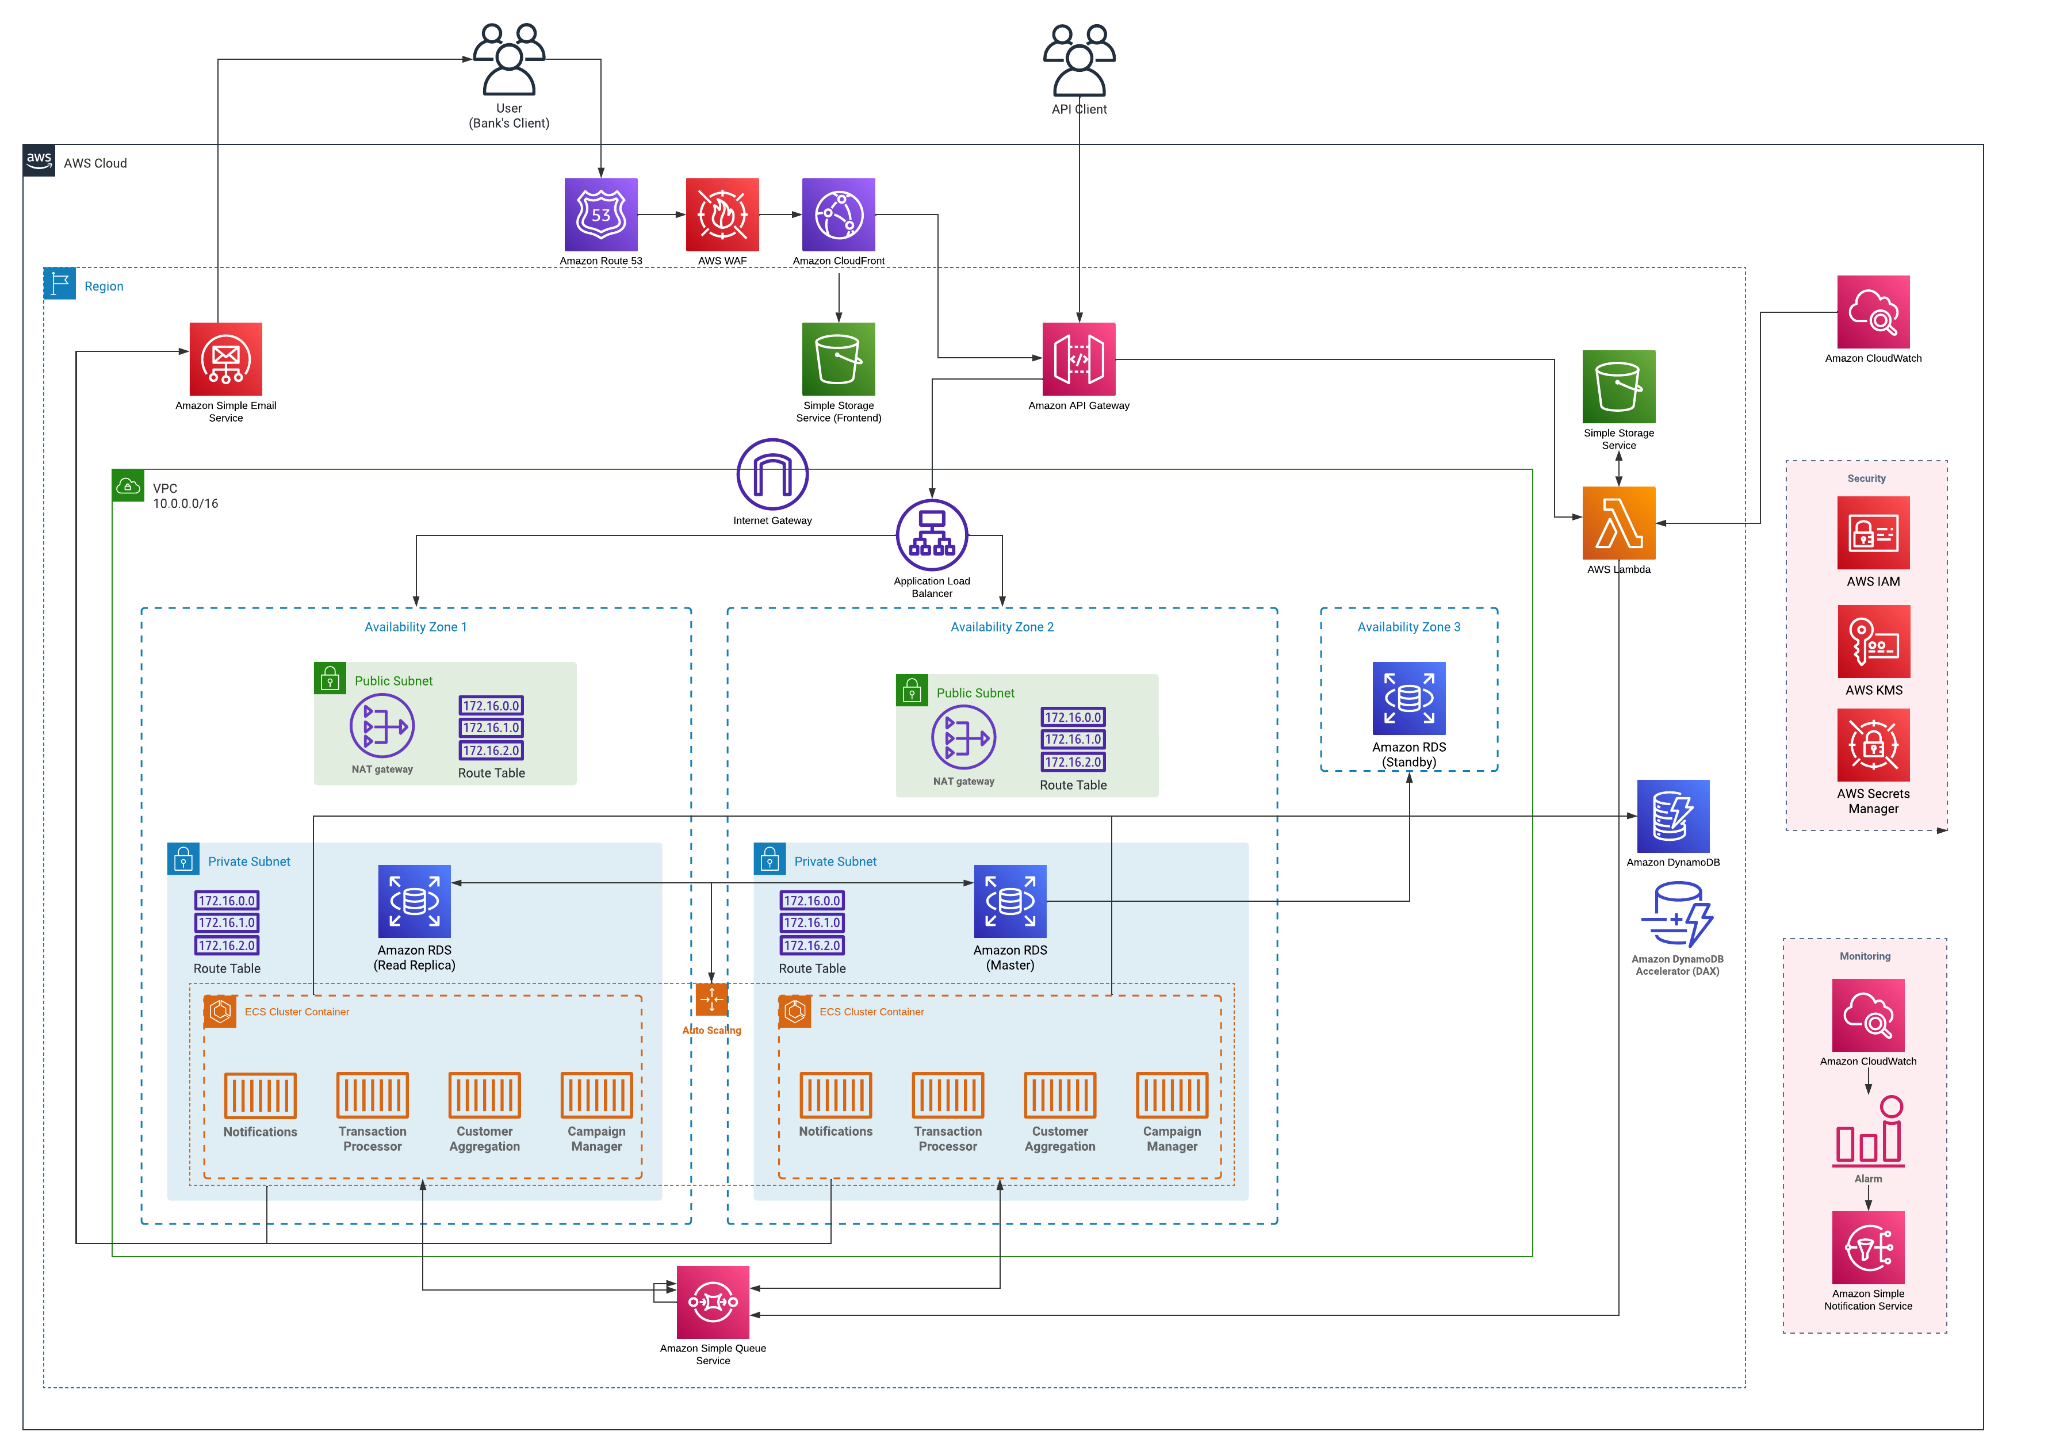 User
(Bank's Client)
API Client
aws
AWS Cloud
53
Amazon Route 53
AWS WAF
Amazon CloudFront
Region
Amazon Simple Email
Service
Simple Storage
Service (Frontend)
Amazon API Gateway
Simple Storage
Service
Amazon CloudWatch
VPC
10.0.0.0/16
Internet Gateway
Application Load
Balancer
AWS Lambda
Security
AWS IAM
AWS KMS
AWS Secrets
Manager
Availability Zone 1
Public Subnet
NAT gateway
172.16.0.0
172.16.1.0
172.16.2.0
Route Table
Availability Zone 2
Public Subnet
NAT gateway
172.16.0.0
172.16.1.0
172.16.2.0
Route Table
Availability Zone 3
Amazon RDS
(Standby)
Amazon DynamoDB
Amazon DynamoDB
Accelerator (DAX)
Private Subnet
172.16.0.0
172.16.1.0
172.16.2.0
Route Table
Amazon RDS
(Read Replica)
Private Subnet
172.16.0.0
172.16.1.0
172.16.2.0
Route Table
Amazon RDS
(Master)
Auto Scaling
ECS Cluster Container
Notifications
Transaction
Processor
Customer
Aggregation
Campaign
Manager
ECS Cluster Container
Notifications
Transaction
Processor
Customer
Aggregation
Campaign
Manager
Amazon Simple Queue
Service
Monitoring
Amazon CloudWatch
Alarm
Amazon Simple
Notification Service